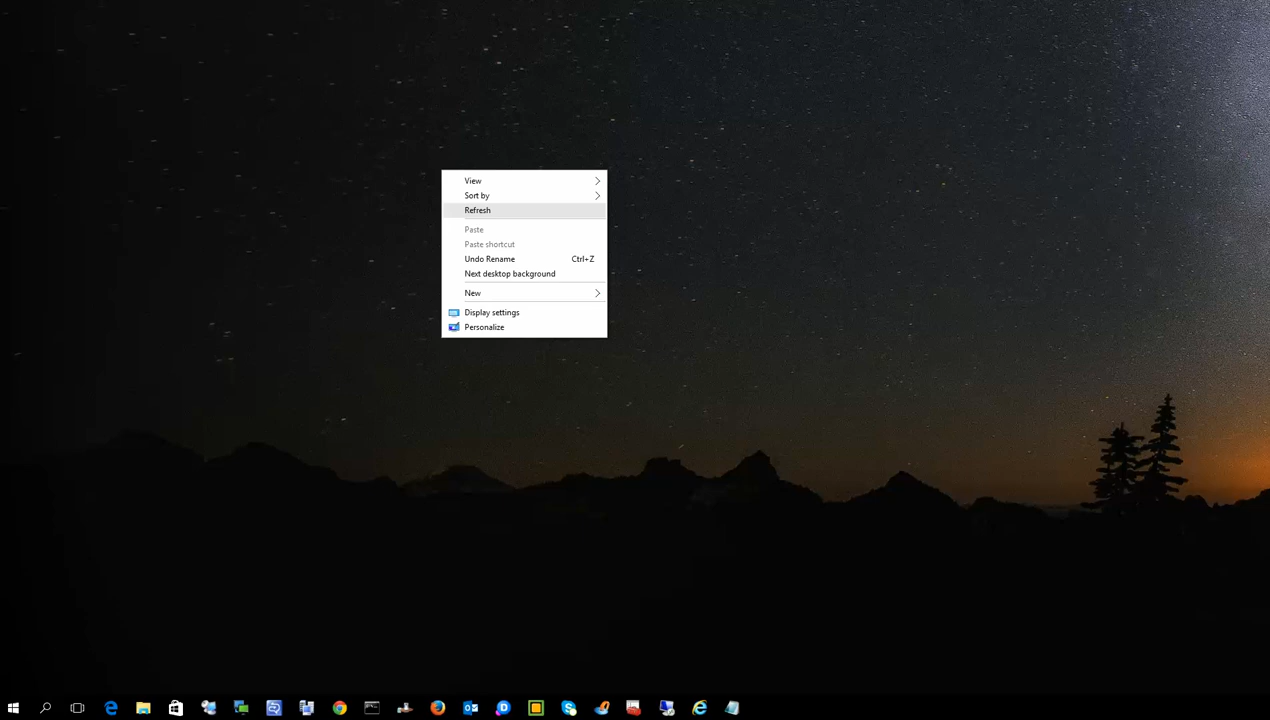 View
Sort by
Refresh
Paste
Paste shortcut
Undo Rename Ctrl+Z
Next desktop background
New
Display settings
Personalize